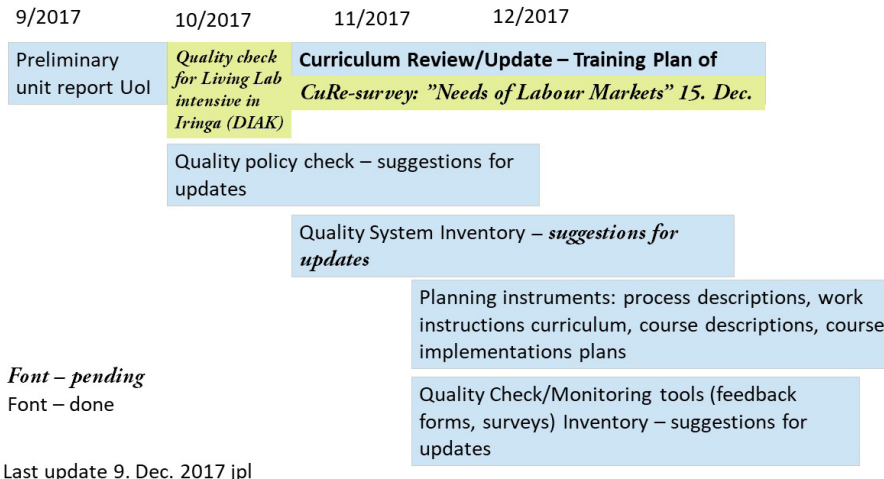 9/2017
10/2017
11/2017
12/2017
Preliminary
unit report UoI
Quality check
for Living Lab
intensive in
Iringa (DIAK)
Curriculum Review/Update – Training Plan of
CuRe-survey: ”Needs of Labour Markets” 15. Dec.
Quality policy check – suggestions for
updates
Quality System Inventory – suggestions for
updates
Planning instruments: process descriptions, work
instructions curriculum, course descriptions, course
implementations plans
Font – pending
Font – done
Quality Check/Monitoring tools (feedback
forms, surveys) Inventory – suggestions for
updates
Last update 9. Dec. 2017 jpl